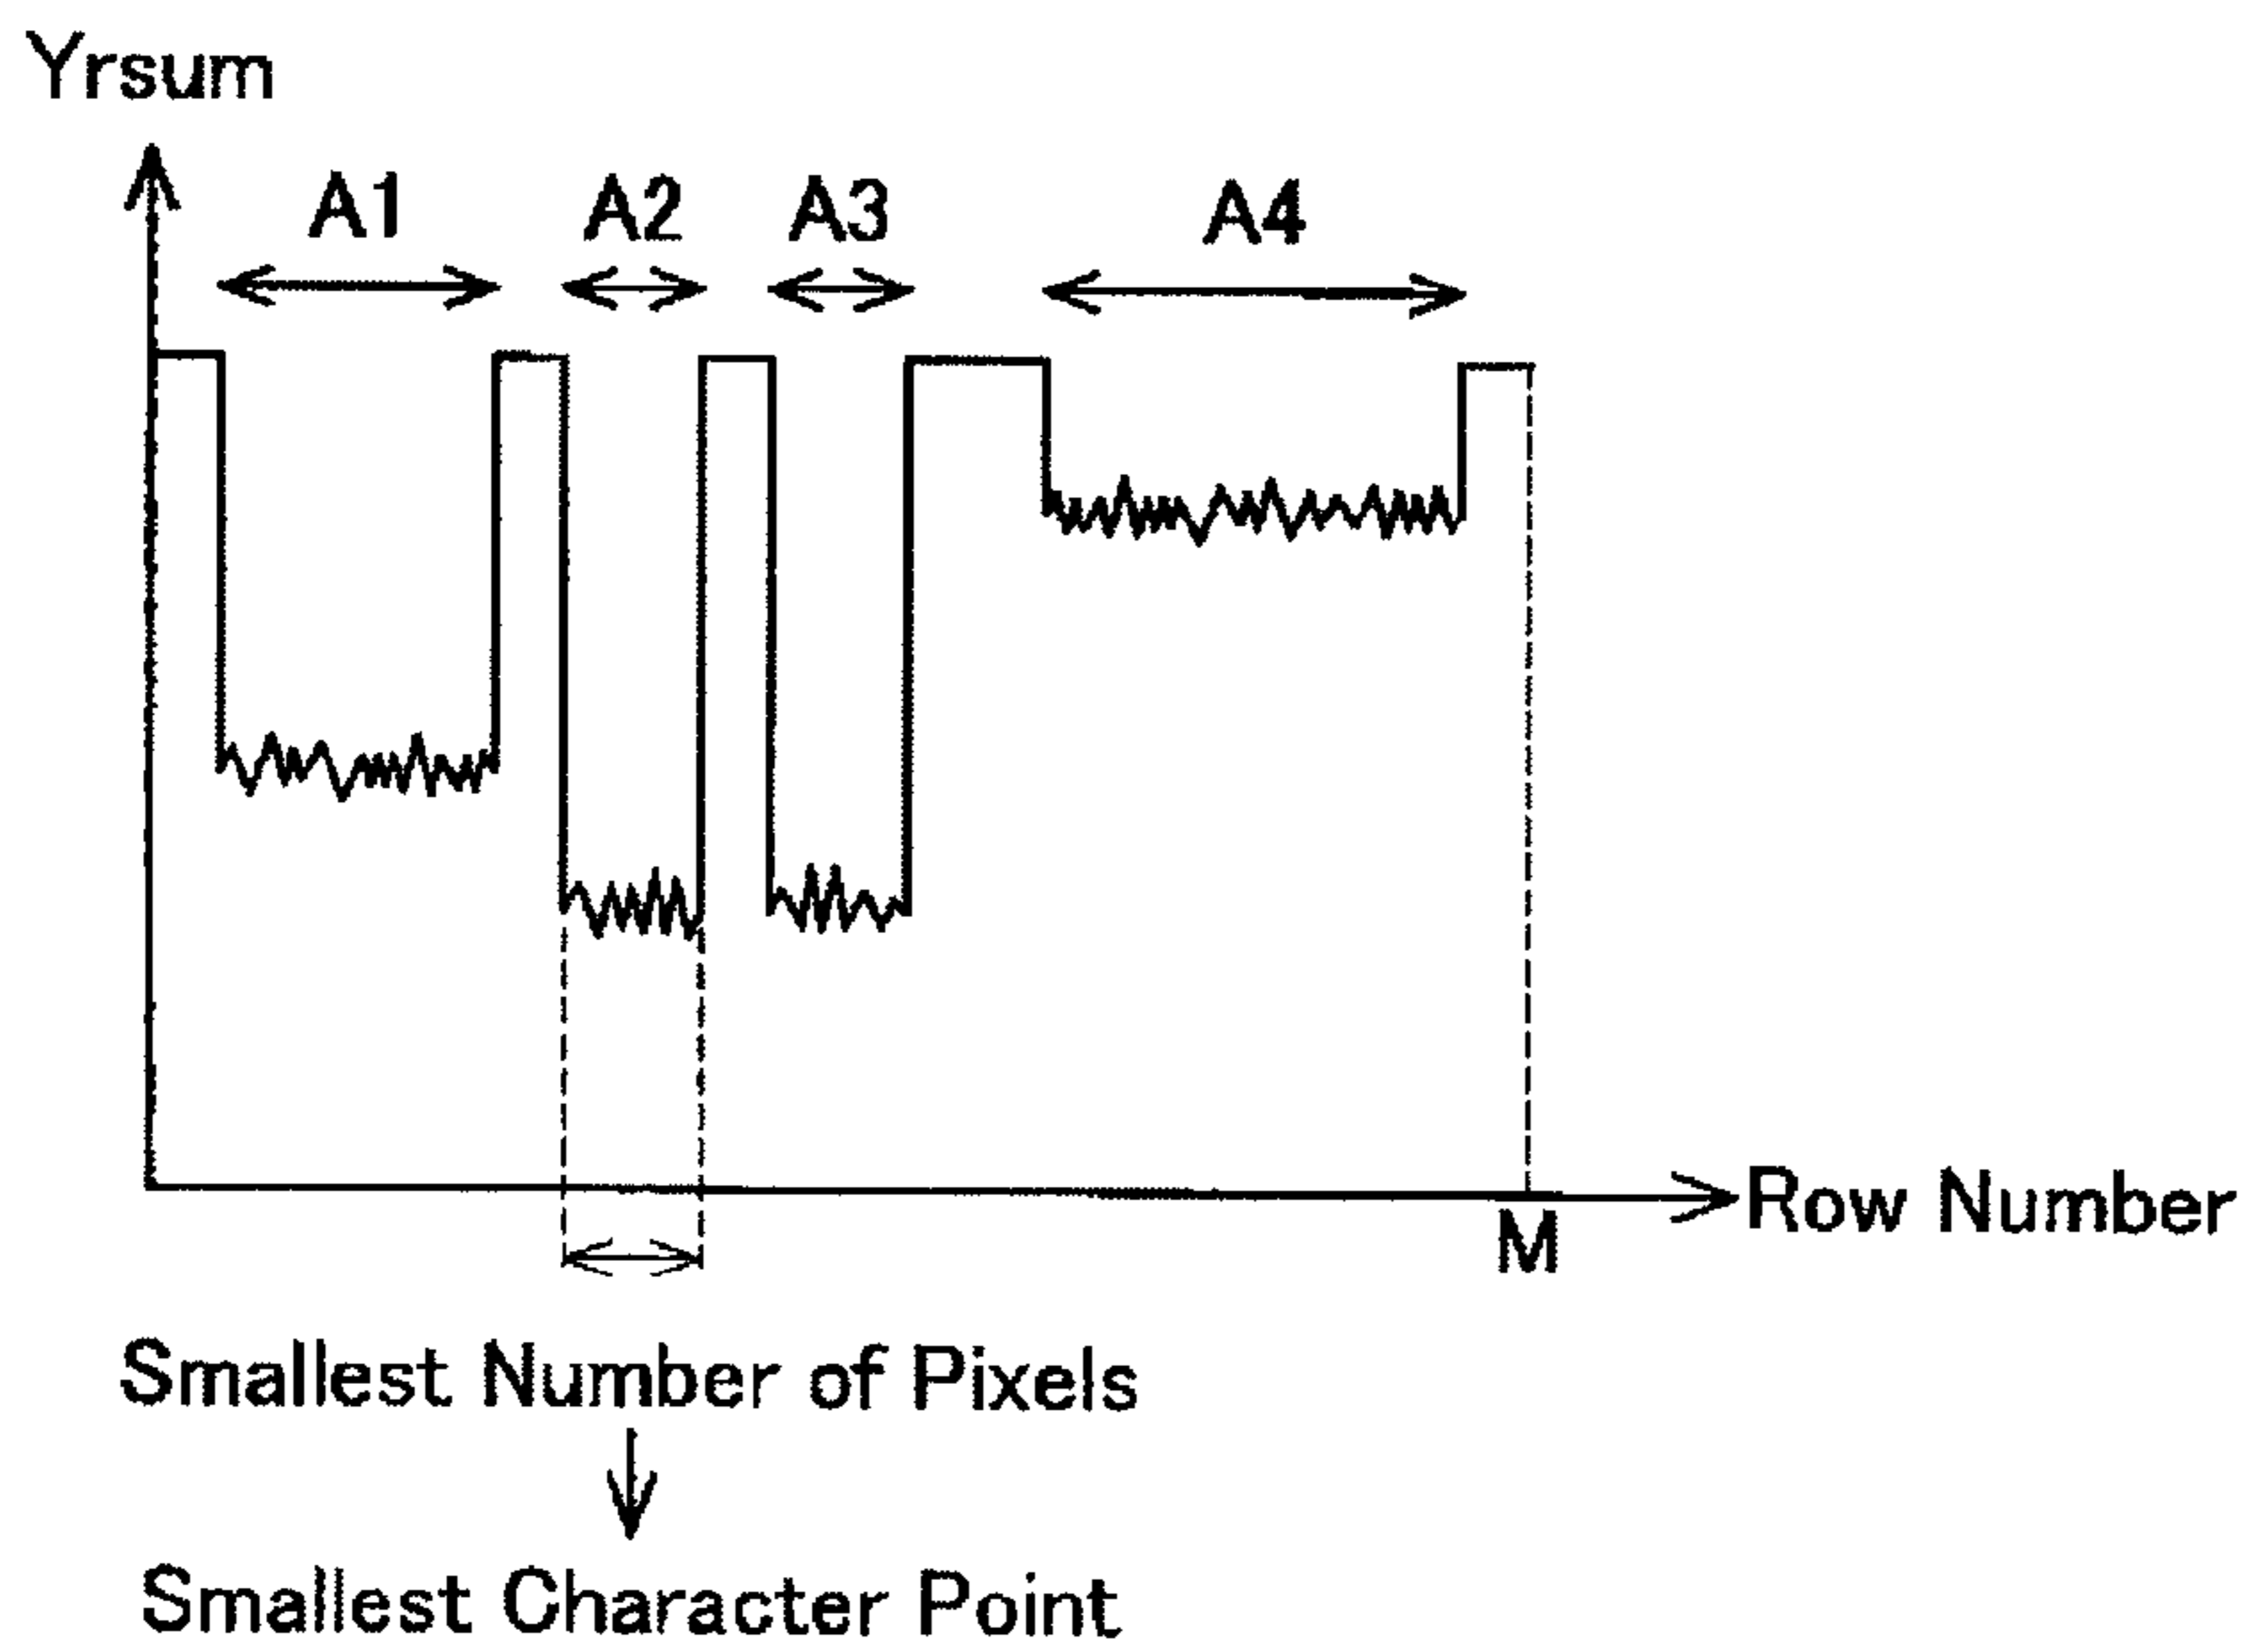 Yrsum
A1 A2 A3 A4
Row Number
M
Smallest Number of Pixels
Smallest Character Point